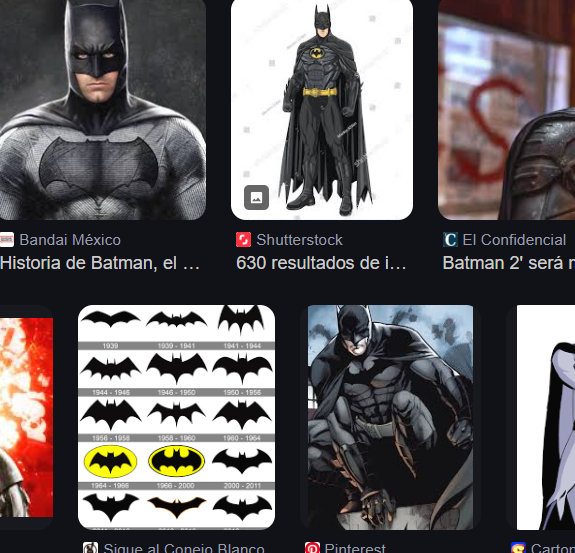 Bandai México
Historia de Batman, el ...
Shutterstock
630 resultados de i...
El Confidencial
Batman 2' será
1939
1939 - 1941
1941 - 1944
1944 - 1946
1946 - 1950
1950 - 1956
1956 - 1958
1958 - 1960
1960 - 1964
1964 - 1966
1966 - 2000
2000 - 2011
Sigue al Conejo Blanco
Pinterest